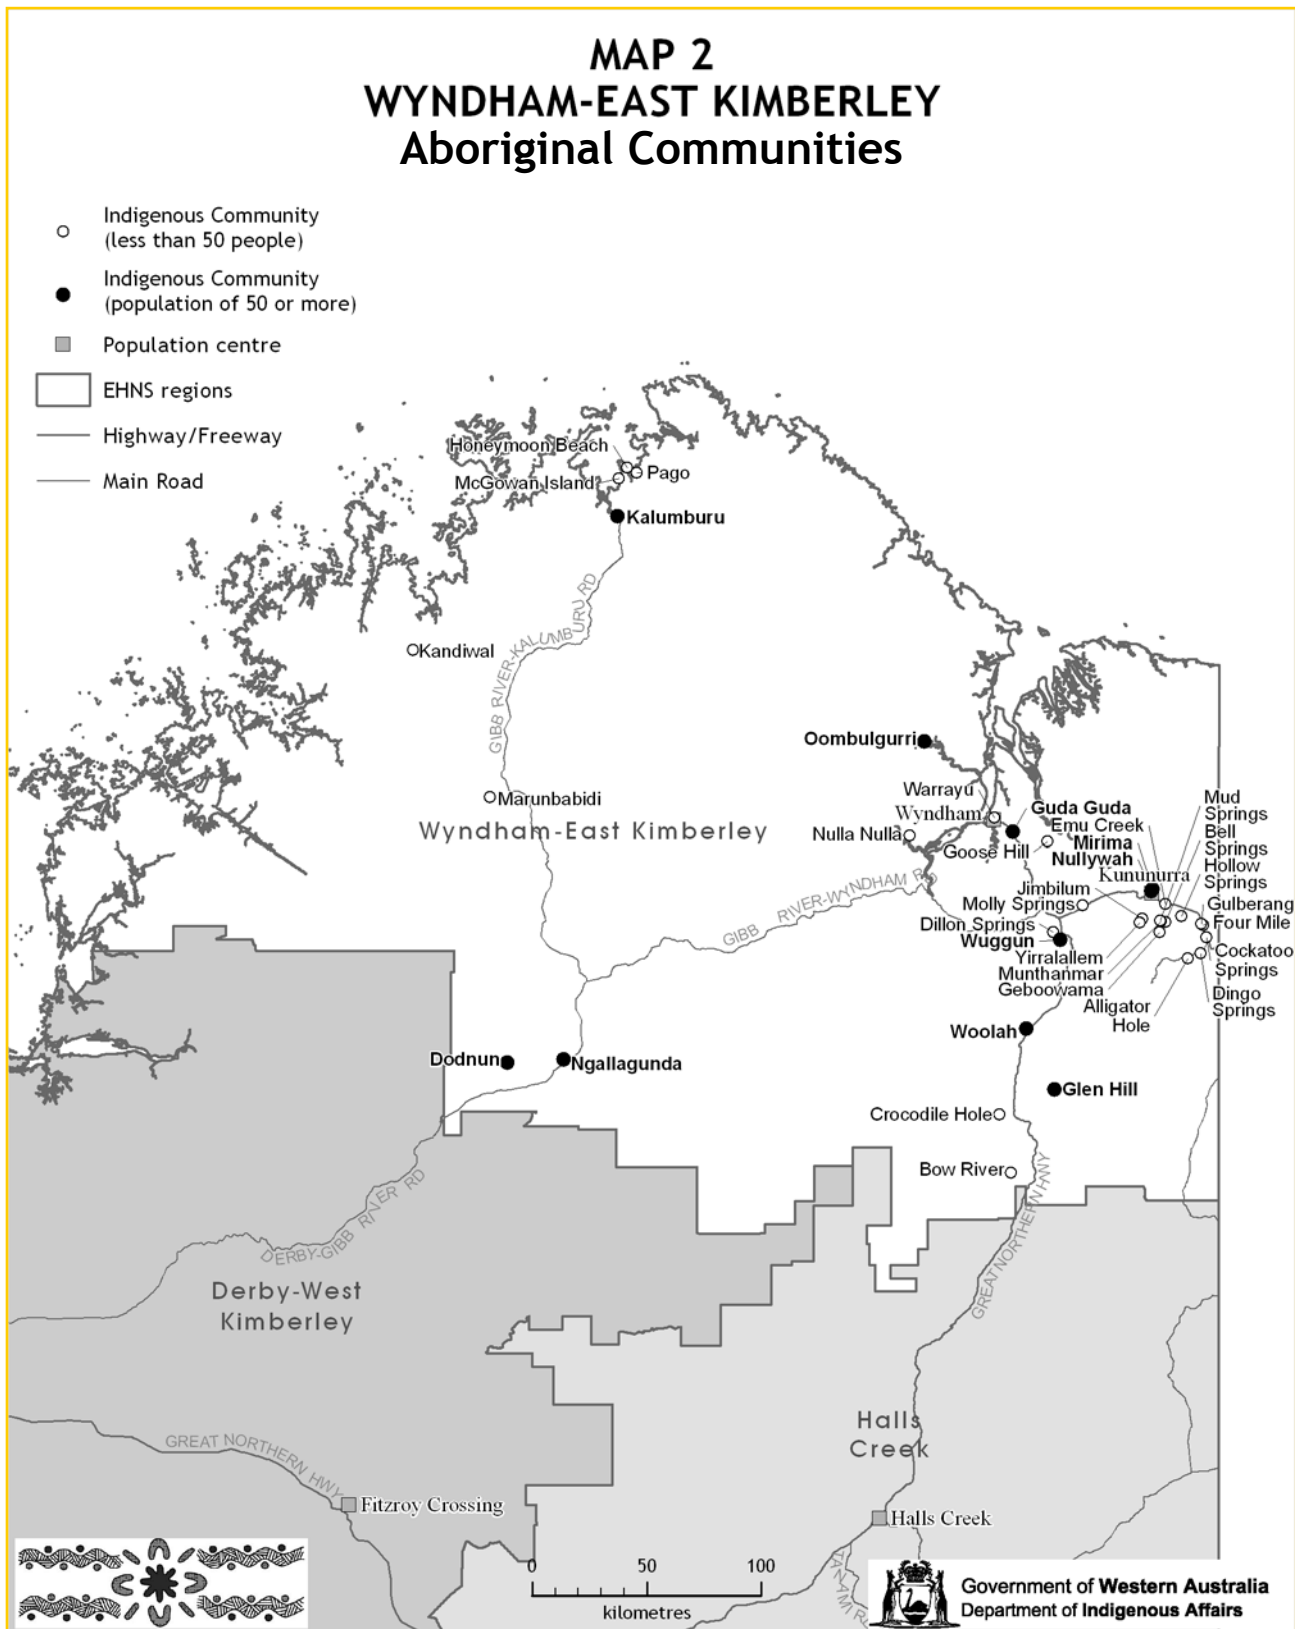 MAP 2
WYNDHAM-EAST KIMBERLEY
Aboriginal Communities
Indigenous Community
(less than 50 people)
Indigenous Community
(population of 50 or more)
Population centre
EHNS regions
Highway/Freeway
Main Road
Honeymoon Beach
Pago
McGowan Island
Kalumburu
GIBB RIVER-KALUMBURU RD
Kandiwal
Oombulgurri
Warrayu
Marunbabidi
Wyndham
Guda Guda
Mud
Springs
Wyndham-East Kimberley
Nulla Nulla
Emu Creek
Bell
Springs
Goose Hill
Mirima
Nullywah
Hollow
Springs
Kununurra
GIBB RIVER-WYNDHAM RD
Jimbilum
Molly Springs
Gulberang
Dillon Springs
Four Mile
Wuggun
Cockatoo
Springs
Yirralallem
Munthanmar
Geboowama
Dingo
Springs
Alligator
Hole
Woolah
Dodnun
Ngallagunda
Glen Hill
Crocodile Hole
Bow River
DERBY-GIBB RIVER RD
GREAT NORTHERN HWY
Derby-West
Kimberley
Halls
Creek
GREAT NORTHERN HWY
Fitzroy Crossing
Halls Creek
0 50 100
kilometres
TANAMI R
Government of Western Australia
Department of Indigenous Affairs